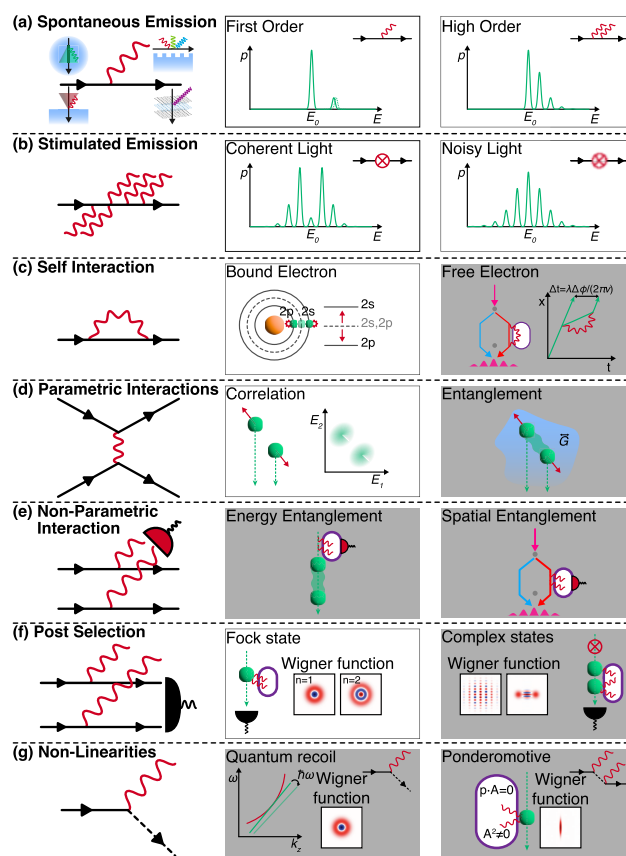 (a) Spontaneous Emission
First Order
p
E₀
E
High Order
p
E₀
E
(b) Stimulated Emission
Coherent Light
p
E₀
E
Noisy Light
p
E₀
E
(c) Self Interaction
Bound Electron
2p 2s
2s
2s,2p
2p
Free Electron
Δt=λΔϕ/(2πv)
x
t
(d) Parametric Interactions
Correlation
E₂
E₁
Entanglement
G⃗
(e) Non-Parametric
Interaction
Energy Entanglement
Spatial Entanglement
(f) Post Selection
Fock state
Wigner function
n=1
n=2
Complex states
Wigner
function
(g) Non-Linearities
Quantum recoil
ω
ħω
k_z
Wigner
function
Ponderomotive
p·A=0
A²≠0
Wigner
function